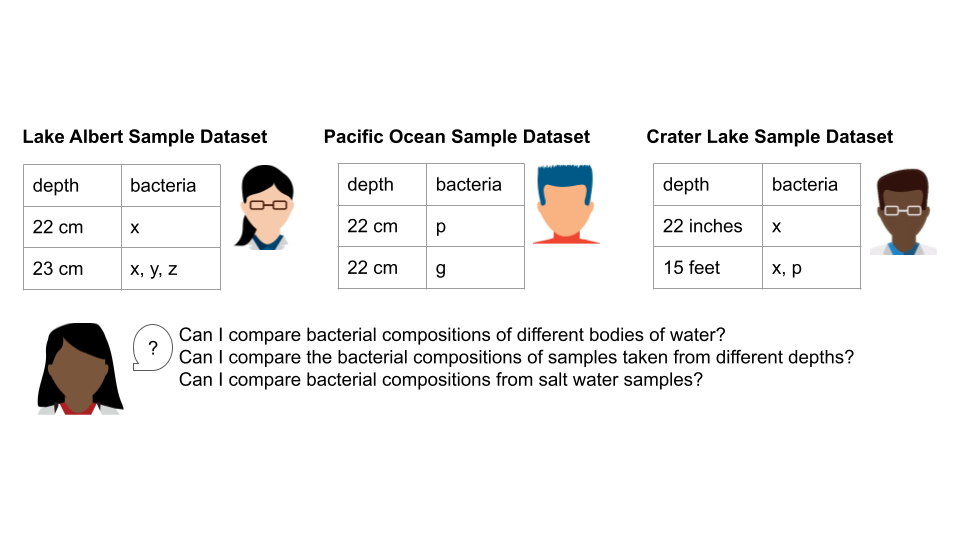 Lake Albert Sample Dataset
depth bacteria
22 cm x
23 cm x, y, z
Pacific Ocean Sample Dataset
depth bacteria
22 cm p
22 cm g
Crater Lake Sample Dataset
depth bacteria
22 inches x
15 feet x, p
?
Can I compare bacterial compositions of different bodies of water?
Can I compare the bacterial compositions of samples taken from different depths?
Can I compare bacterial compositions from salt water samples?